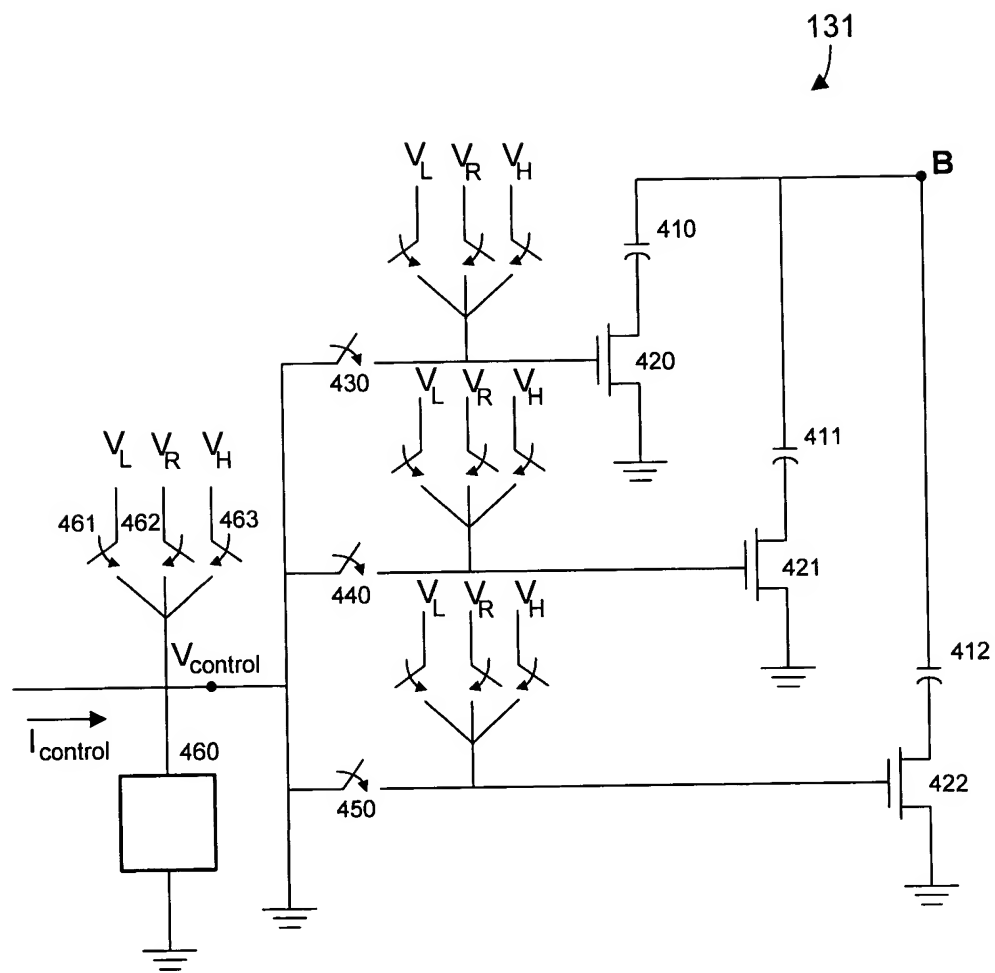 131
V_L V_R V_H
B
410
430
420
V_L V_R V_H
411
V_L V_R V_H
461 462 463
440
421
V_L V_R V_H
V_control
412
I_control
460
450
422